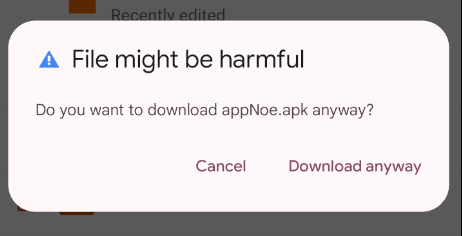 Recently edited
File might be harmful
Do you want to download appNoe.apk anyway?
Cancel Download anyway